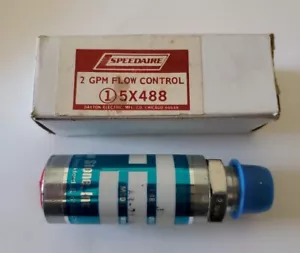 SPEEDAIRE
2 GPM FLOW CONTROL
① 5X488
DAYTON ELECTRIC MFG. CO. CHICAGO 60648